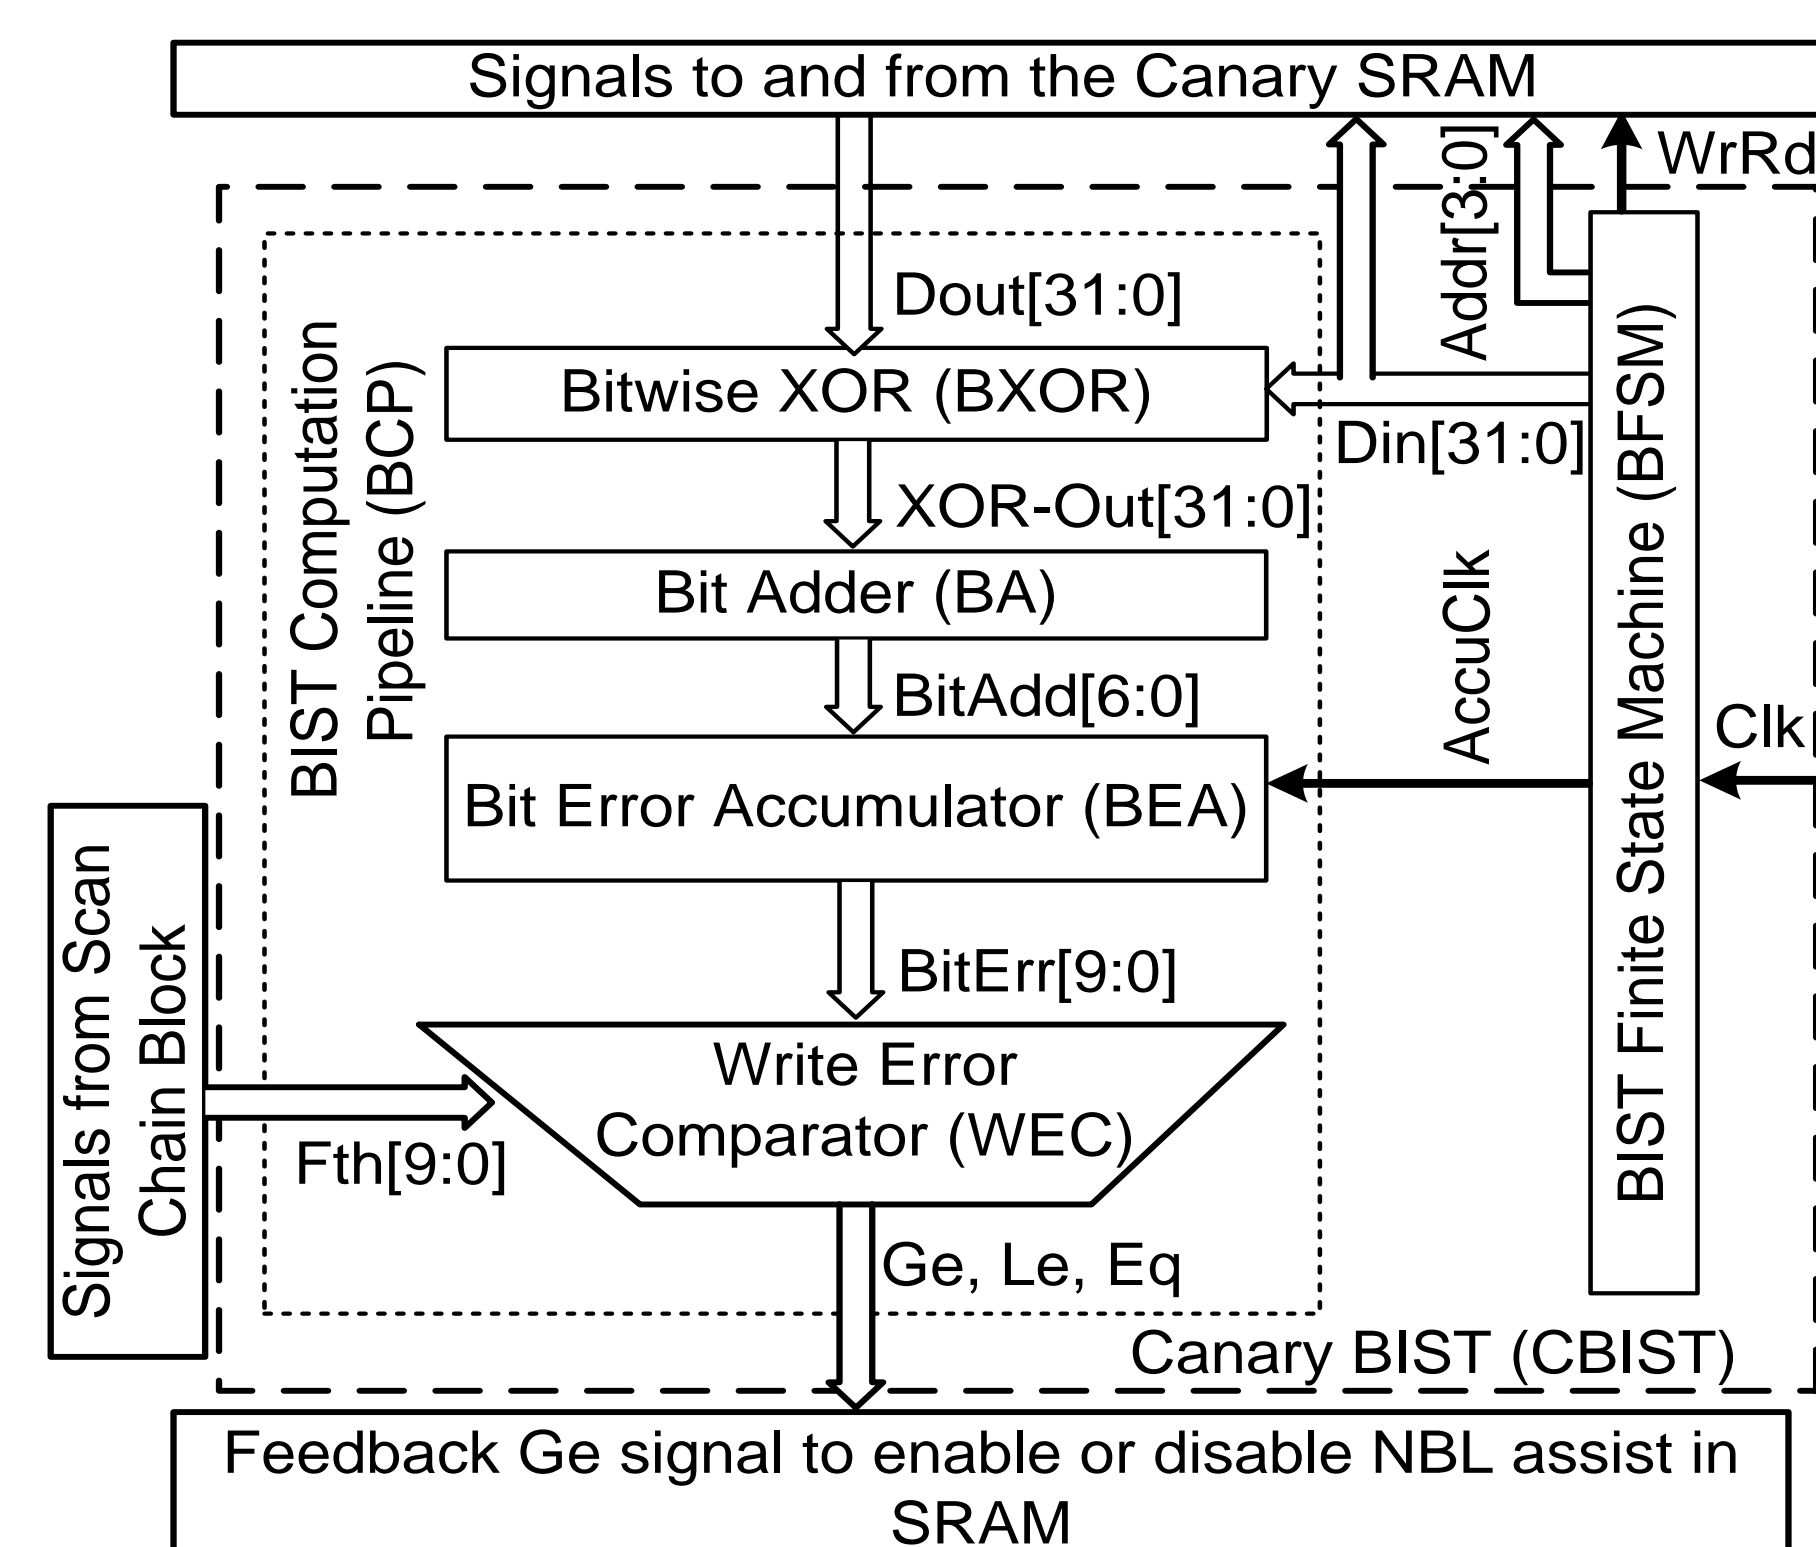 Signals to and from the Canary SRAM
WrRd
Addr[3:0]
Dout[31:0]
BIST Computation
Pipeline (BCP)
Bitwise XOR (BXOR)
Din[31:0]
XOR-Out[31:0]
Bit Adder (BA)
AccuClk
BitAdd[6:0]
BIST Finite State Machine (BFSM)
Clk
Bit Error Accumulator (BEA)
Signals from Scan
Chain Block
BitErr[9:0]
Write Error
Comparator (WEC)
Fth[9:0]
Ge, Le, Eq
Canary BIST (CBIST)
Feedback Ge signal to enable or disable NBL assist in
SRAM